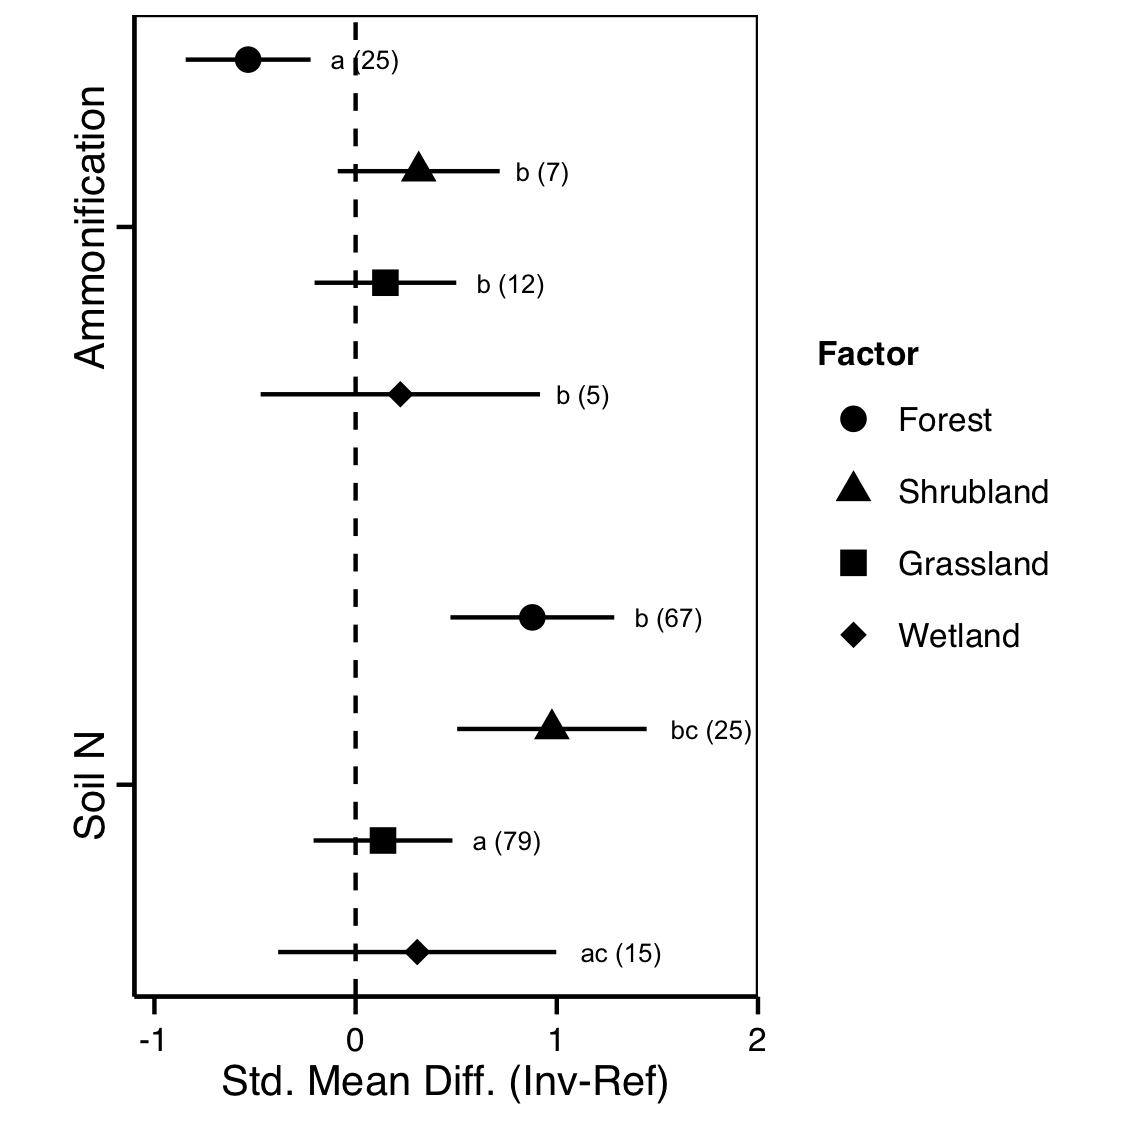 Ammonification
a (25)
b (7)
b (12)
b (5)
Soil N
b (67)
bc (25)
a (79)
ac (15)
-1 0 1 2
Std. Mean Diff. (Inv-Ref)
Factor
Forest
Shrubland
Grassland
Wetland